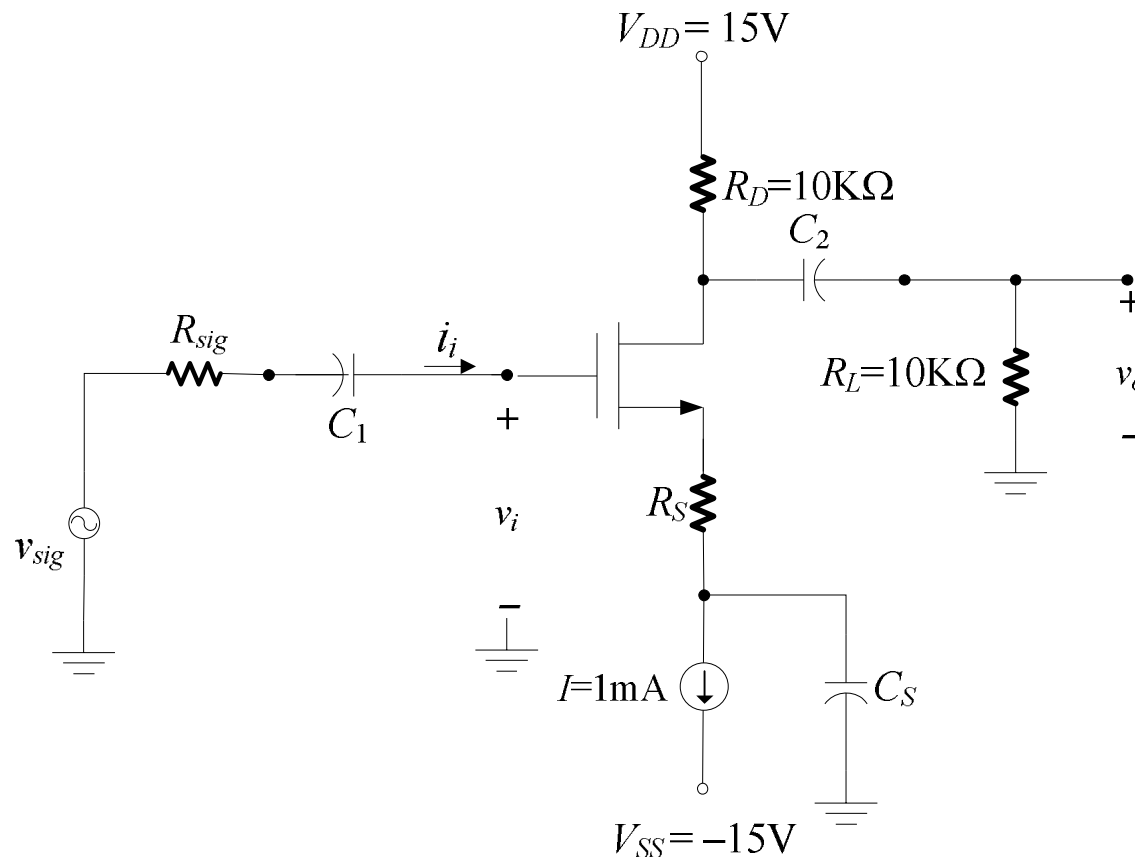 V_DD = 15V
R_D=10KΩ
C_2
R_sig
i_i
R_L=10KΩ
+
C_1
+
v_sig
v_i
R_S
−
−
I=1mA
C_S
V_SS = −15V